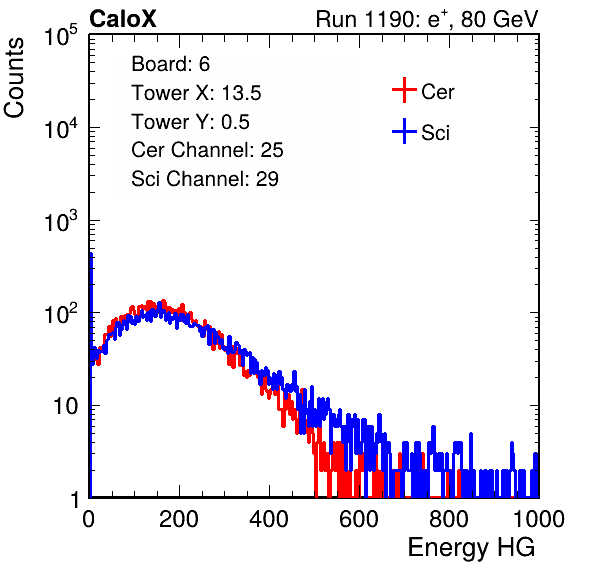 CaloX Run 1190: e⁺, 80 GeV
Counts
10⁵
10⁴
10³
10²
10
1
Board: 6
Tower X: 13.5
Tower Y: 0.5
Cer Channel: 25
Sci Channel: 29
Cer
Sci
0 200 400 600 800 1000
Energy HG